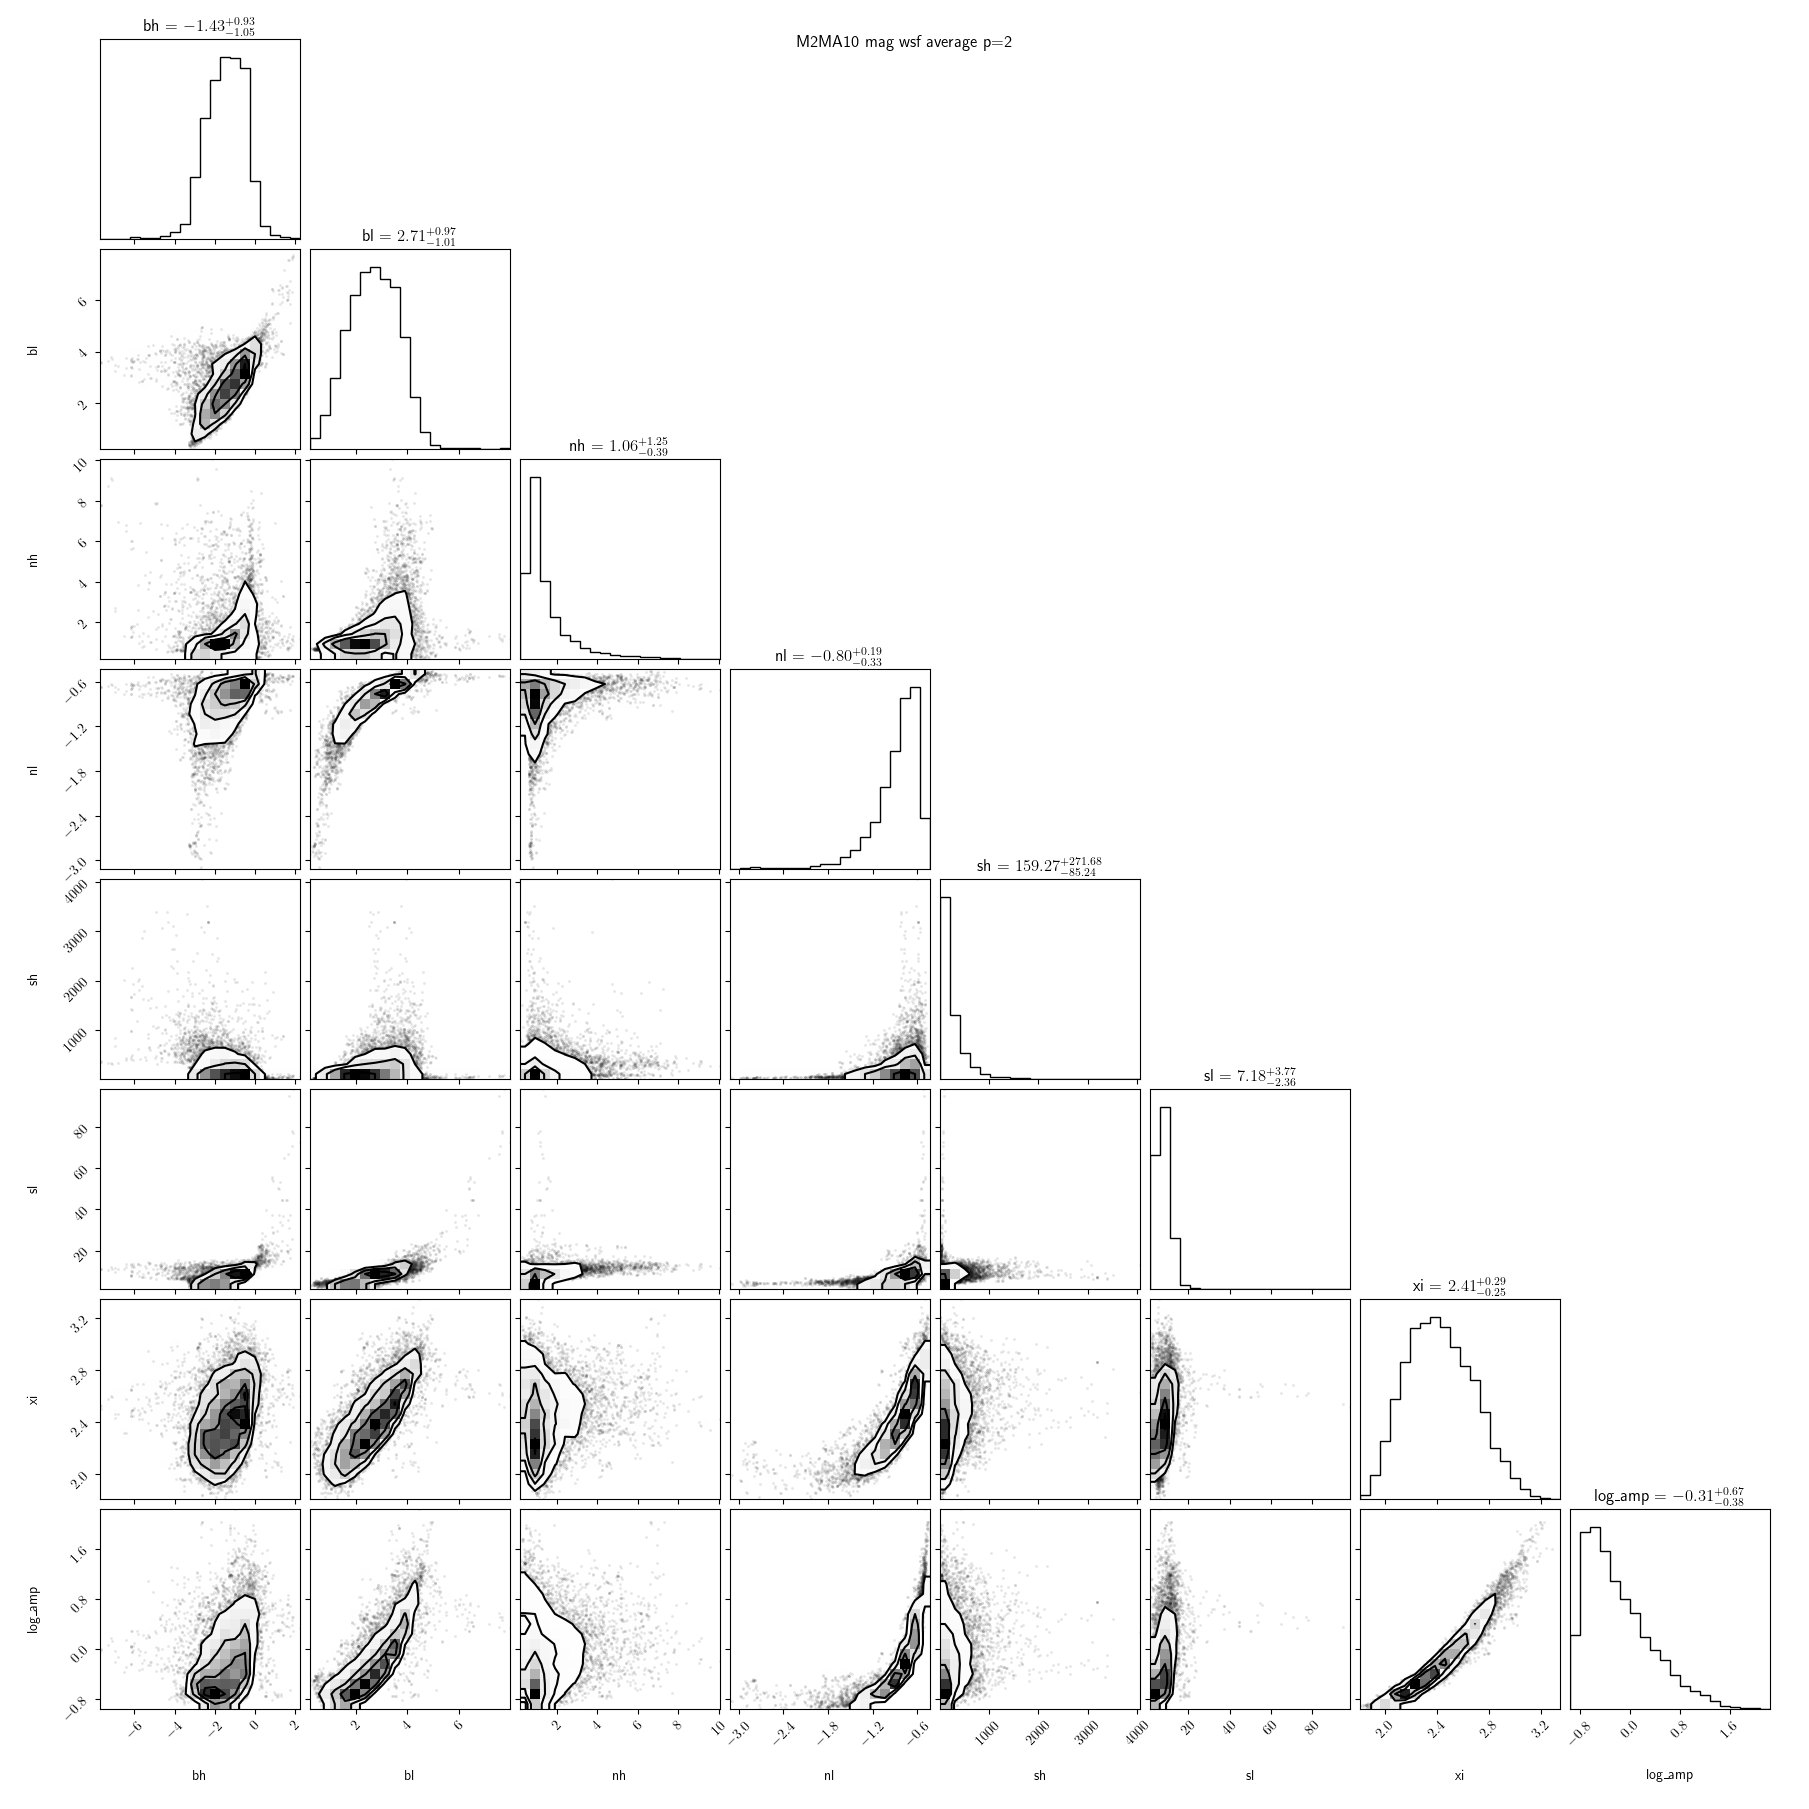 bh = −1.43+0.93 −1.05
M2MA10 mag wsf average p=2
bl = 2.71+0.97 −1.01
6
4
2
bl
nh = 1.06+1.25 −0.39
10
8
6
4
2
nh
nl = −0.80+0.19 −0.33
−0.6
−1.2
−1.8
−2.4
−3.0
nl
sh = 159.27+271.68 −85.24
4000
3000
2000
1000
sh
sl = 7.18+3.77 −2.36
80
60
40
20
sl
xi = 2.41+0.29 −0.25
3.2
2.8
2.4
2.0
xi
log_amp = −0.31+0.67 −0.38
1.6
0.8
0.0
−0.8
log_amp
−6 −4 −2 0 2 2 4 6 2 4 6 8 10 −3.0 −2.4 −1.8 −1.2 −0.6 1000 2000 3000 4000 20 40 60 80 2.0 2.4 2.8 3.2 −0.8 0.0 0.8 1.6
bh bl nh nl sh sl xi log_amp